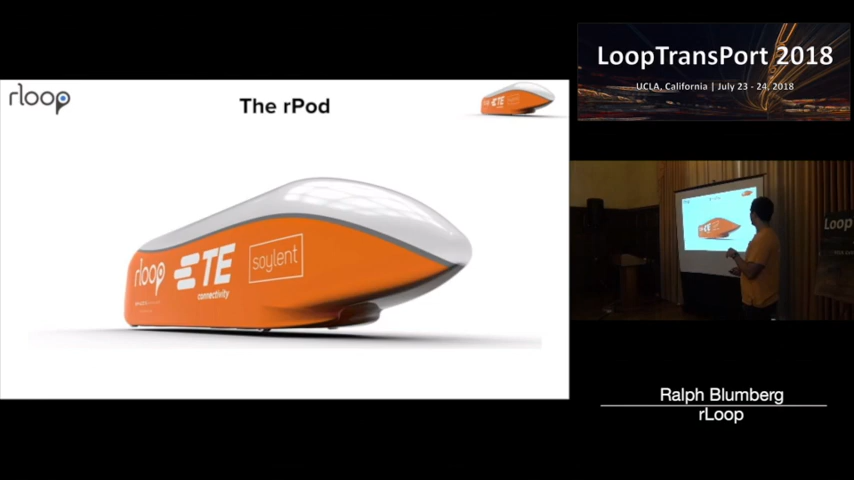 rloop
The rPod
rloop
TE
connectivity
soylent
LoopTransPort 2018
UCLA, California | July 23 - 24, 2018
Loop
Ralph Blumberg
rLoop